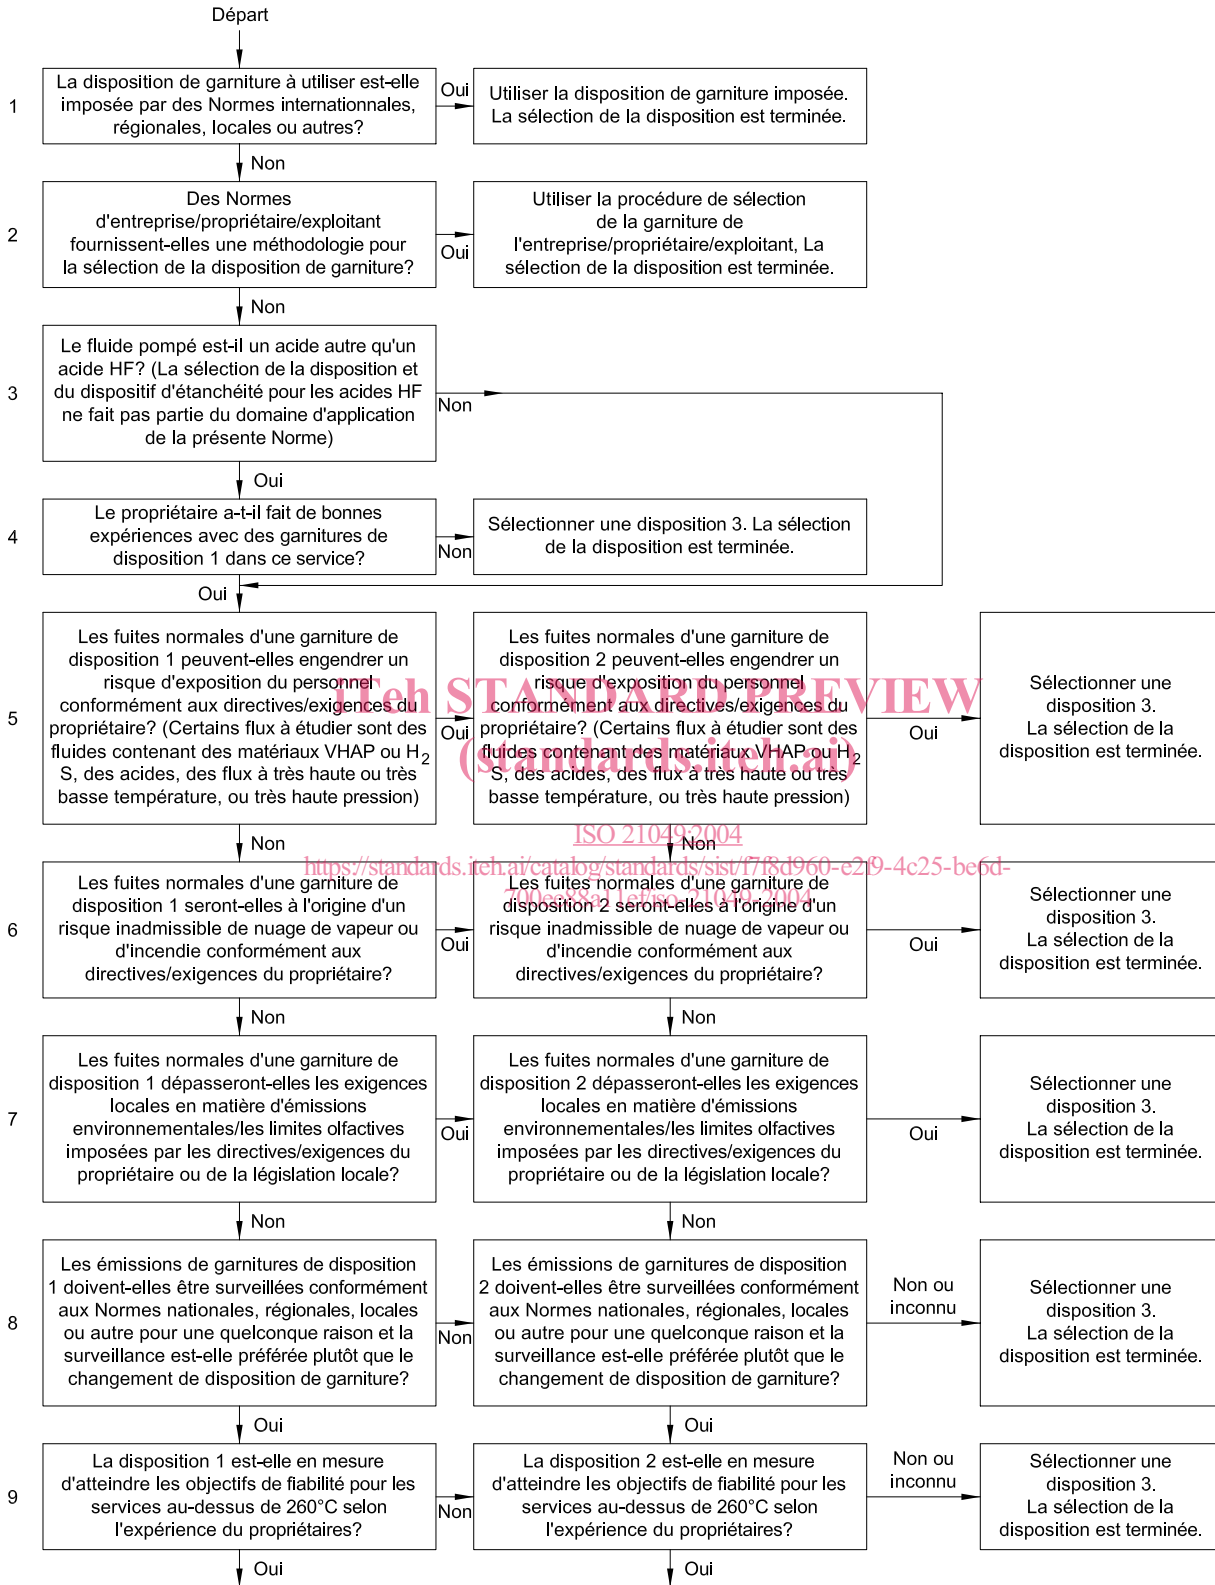 Départ
1
La disposition de garniture à utiliser est-elle
imposée par des Normes internationnales,
régionales, locales ou autres?
Oui
Utiliser la disposition de garniture imposée.
La sélection de la disposition est terminée.
Non
2
Des Normes
d'entreprise/propriétaire/exploitant
fournissent-elles une méthodologie pour
la sélection de la disposition de garniture?
Oui
Utiliser la procédure de sélection
de la garniture de
l'entreprise/propriétaire/exploitant, La
sélection de la disposition est terminée.
Non
3
Le fluide pompé est-il un acide autre qu'un
acide HF? (La sélection de la disposition et
du dispositif d'étanchéité pour les acides HF
ne fait pas partie du domaine d'application
de la présente Norme)
Non
Oui
4
Le propriétaire a-t-il fait de bonnes
expériences avec des garnitures de
disposition 1 dans ce service?
Non
Sélectionner une disposition 3. La sélection
de la disposition est terminée.
Oui
5
Les fuites normales d'une garniture de
disposition 1 peuvent-elles engendrer un
risque d'exposition du personnel
conformément aux directives/exigences du
propriétaire? (Certains flux à étudier sont des
fluides contenant des matériaux VHAP ou H2
S, des acides, des flux à très haute ou très
basse température, ou très haute pression)
Oui
Les fuites normales d'une garniture de
disposition 2 peuvent-elles engendrer un
risque d'exposition du personnel
conformément aux directives/exigences du
propriétaire? (Certains flux à étudier sont des
fluides contenant des matériaux VHAP ou H2
S, des acides, des flux à très haute ou très
basse température, ou très haute pression)
Oui
Sélectionner une
disposition 3.
La sélection de la
disposition est terminée.
iTeh STANDARD PREVIEW
(standards.iteh.ai)
Non
Non
ISO 21049:2004
https://standards.iteh.ai/catalog/standards/sist/f7f8d960-e2f9-4c25-be6d-
700ee88a11ef/iso-21049-2004
6
Les fuites normales d'une garniture de
disposition 1 seront-elles à l'origine d'un
risque inadmissible de nuage de vapeur ou
d'incendie conformément aux
directives/exigences du propriétaire?
Oui
Les fuites normales d'une garniture de
disposition 2 seront-elles à l'origine d'un
risque inadmissible de nuage de vapeur ou
d'incendie conformément aux
directives/exigences du propriétaire?
Oui
Sélectionner une
disposition 3.
La sélection de la
disposition est terminée.
Non
Non
7
Les fuites normales d'une garniture de
disposition 1 dépasseront-elles les exigences
locales en matière d'émissions
environnementales/les limites olfactives
imposées par les directives/exigences du
propriétaire ou de la législation locale?
Oui
Les fuites normales d'une garniture de
disposition 2 dépasseront-elles les exigences
locales en matière d'émissions
environnementales/les limites olfactives
imposées par les directives/exigences du
propriétaire ou de la législation locale?
Oui
Sélectionner une
disposition 3.
La sélection de la
disposition est terminée.
Non
Non
8
Les émissions de garnitures de disposition
1 doivent-elles être surveillées conformément
aux Normes nationales, régionales, locales
ou autre pour une quelconque raison et la
surveillance est-elle préférée plutôt que le
changement de disposition de garniture?
Non
Les émissions de garnitures de disposition
2 doivent-elles être surveillées conformément
aux Normes nationales, régionales, locales
ou autre pour une quelconque raison et la
surveillance est-elle préférée plutôt que le
changement de disposition de garniture?
Non ou
inconnu
Sélectionner une
disposition 3.
La sélection de la
disposition est terminée.
Oui
Oui
9
La disposition 1 est-elle en mesure
d'atteindre les objectifs de fiabilité pour les
services au-dessus de 260°C selon
l'expérience du propriétaires?
Non
La disposition 2 est-elle en mesure
d'atteindre les objectifs de fiabilité pour les
services au-dessus de 260°C selon
l'expérience du propriétaires?
Non ou
inconnu
Sélectionner une
disposition 3.
La sélection de la
disposition est terminée.
Oui
Oui